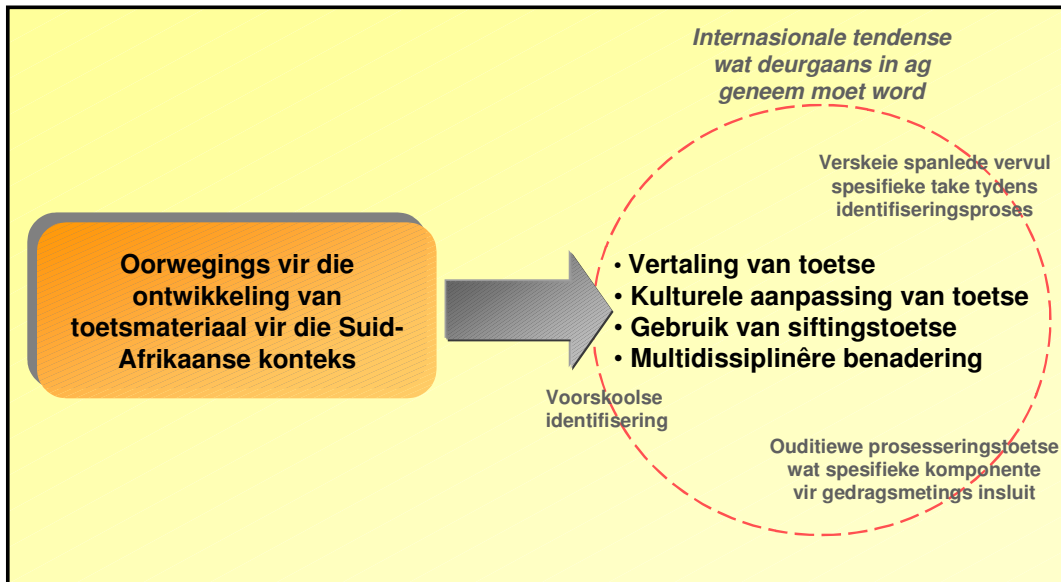 Internasionale tendense
wat deurgaans in ag
geneem moet word
Verskeie spanlede vervul
spesifieke take tydens
identifiseringsproses
Oorwegings vir die
ontwikkeling van
toetsmateriaal vir die Suid-
Afrikaanse konteks
• Vertaling van toetse
• Kulturele aanpassing van toetse
• Gebruik van siftingstoetse
• Multidissiplinêre benadering
Voorskoolse
identifisering
Ouditiewe prosesseringstoetse
wat spesifieke komponente
vir gedragsmetings insluit